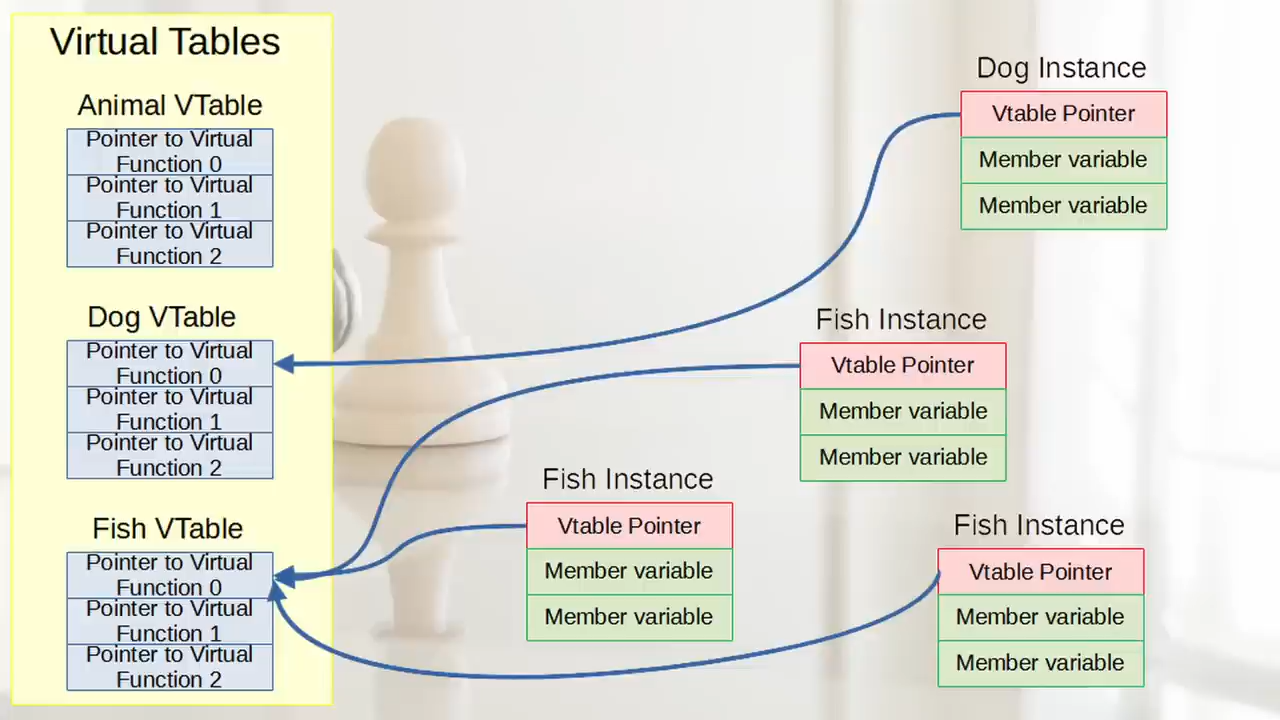 Virtual Tables
Animal VTable
Pointer to Virtual
Function 0
Pointer to Virtual
Function 1
Pointer to Virtual
Function 2
Dog VTable
Pointer to Virtual
Function 0
Pointer to Virtual
Function 1
Pointer to Virtual
Function 2
Fish VTable
Pointer to Virtual
Function 0
Pointer to Virtual
Function 1
Pointer to Virtual
Function 2
Dog Instance
Vtable Pointer
Member variable
Member variable
Fish Instance
Vtable Pointer
Member variable
Member variable
Fish Instance
Vtable Pointer
Member variable
Member variable
Fish Instance
Vtable Pointer
Member variable
Member variable